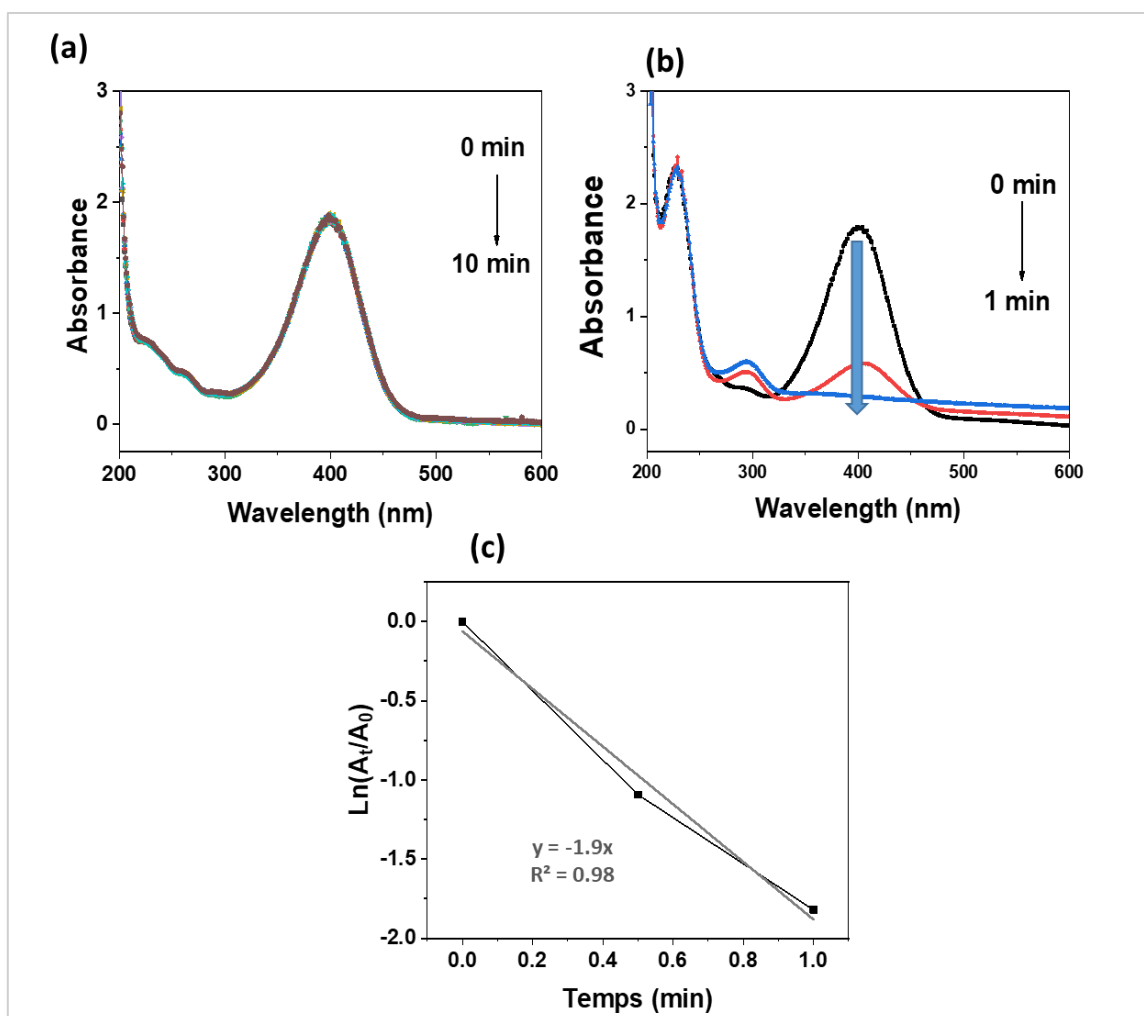 (a)
3
2
1
0
Absorbance
200
300
400
500
600
Wavelength (nm)
0 min
10 min
(b)
3
2
1
0
Absorbance
200
300
400
500
600
Wavelength (nm)
0 min
1 min
(c)
0.0
-0.5
-1.0
-1.5
-2.0
Ln(Aₜ/A₀)
y = -1.9x
R² = 0.98
0.0
0.2
0.4
0.6
0.8
1.0
Temps (min)